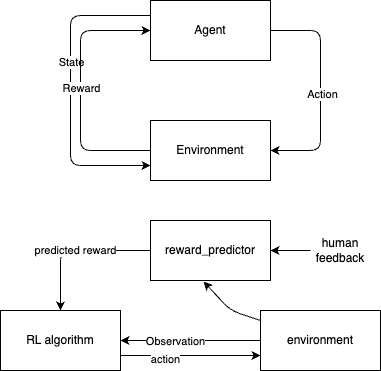 Agent
State
Reward
Action
Environment
reward_predictor
human
feedback
predicted reward
RL algorithm
Observation
action
environment